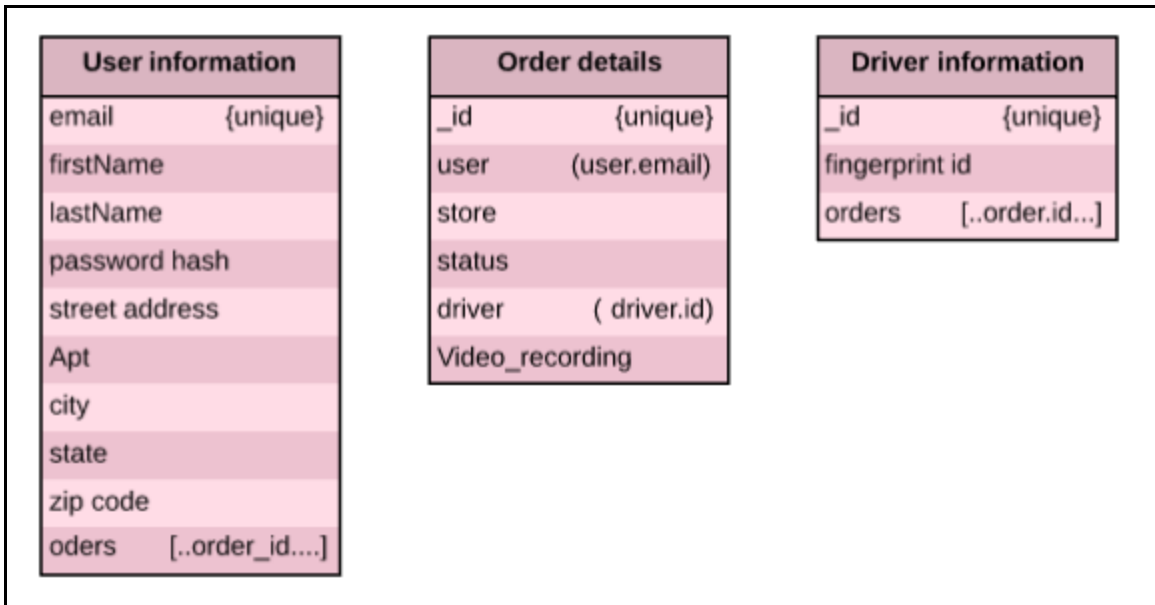 User information
email {unique}
firstName
lastName
password hash
street address
Apt
city
state
zip code
oders [..order_id....]
Order details
_id {unique}
user (user.email)
store
status
driver ( driver.id)
Video_recording
Driver information
_id {unique}
fingerprint id
orders [..order.id...]